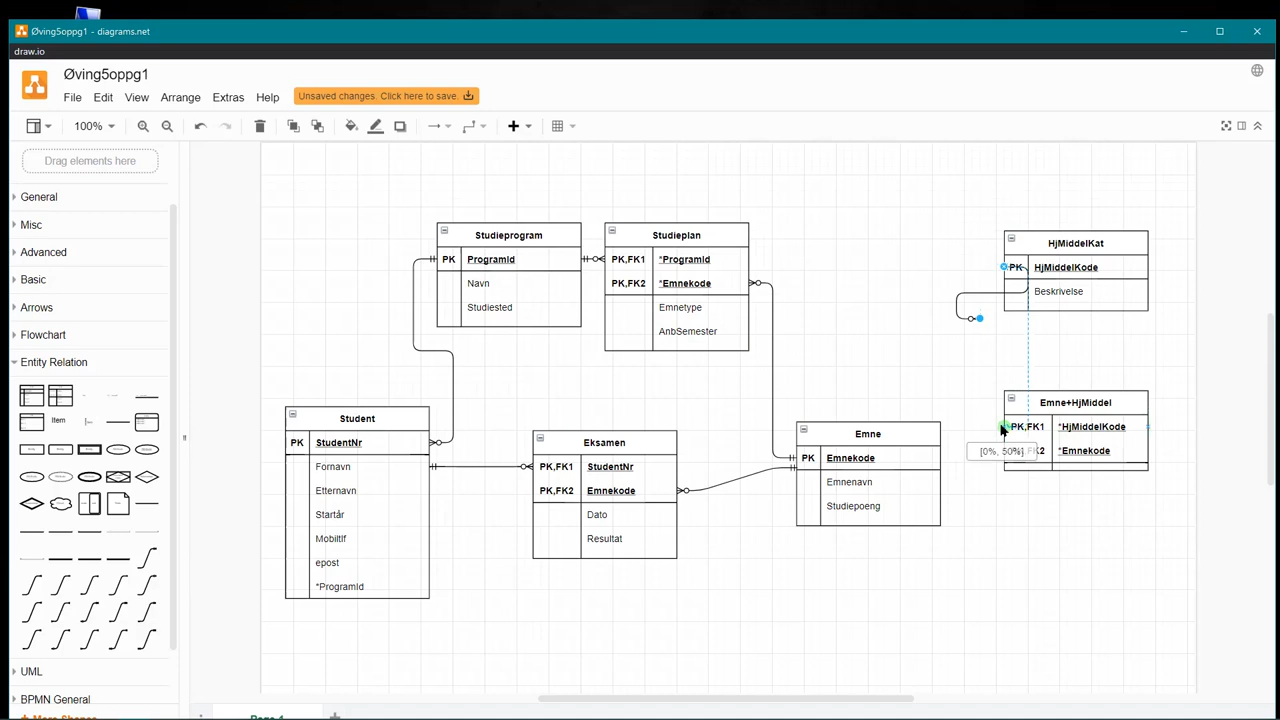 Øving5oppg1 - diagrams.net
draw.io
Øving5oppg1
File Edit View Arrange Extras Help
Unsaved changes. Click here to save.
100%
Drag elements here
General
Misc
Advanced
Basic
Arrows
Flowchart
Entity Relation
Item
UML
BPMN General
Studieprogram
PK ProgramId
Navn
Studiested
Studieplan
PK,FK1 *ProgramId
PK,FK2 *Emnekode
Emnetype
AnbSemester
HjMiddelKat
PK HjMiddelKode
Beskrivelse
Student
PK StudentNr
Fornavn
Etternavn
Startår
Mobiltlf
epost
*ProgramId
Eksamen
PK,FK1 StudentNr
PK,FK2 Emnekode
Dato
Resultat
Emne
PK Emnekode
Emnenavn
Studiepoeng
Emne+HjMiddel
PK,FK1 *HjMiddelKode
*Emnekode
[0%, 50%]